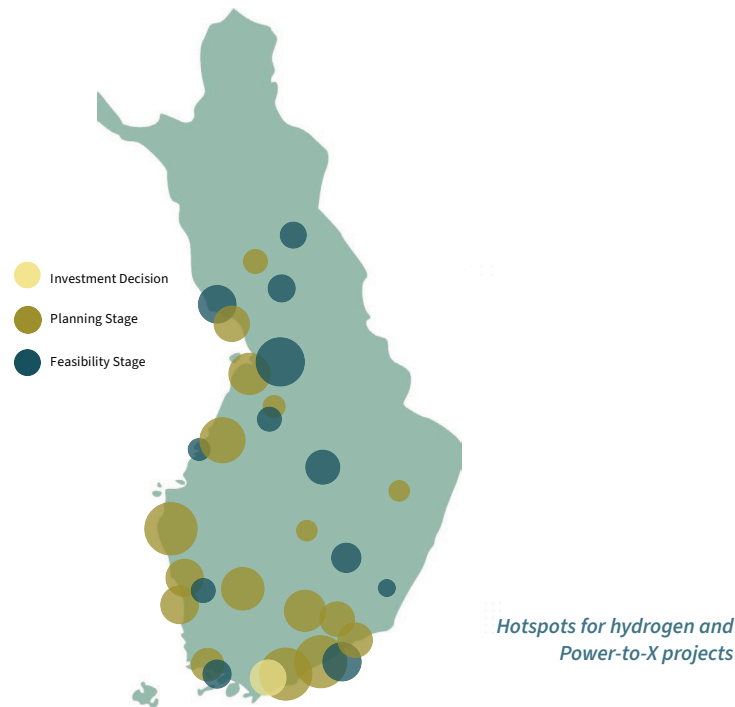 Investment Decision
Planning Stage
Feasibility Stage
Hotspots for hydrogen and
Power-to-X projects